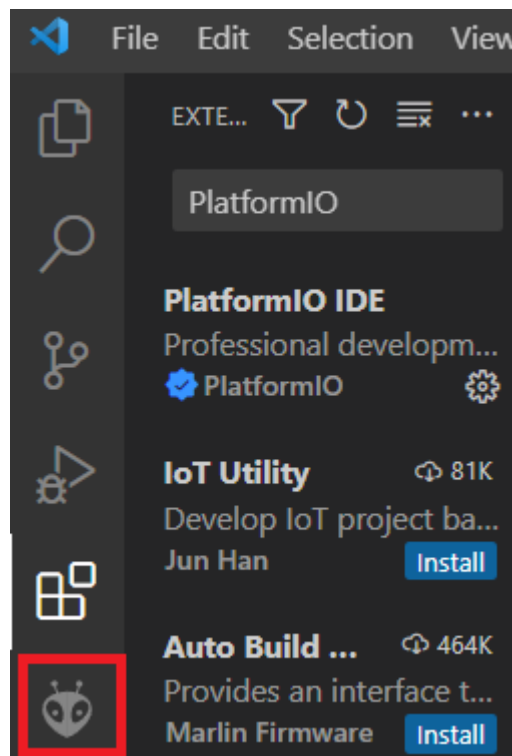 File Edit Selection View
EXTE...
PlatformIO
PlatformIO IDE
Professional developm...
PlatformIO
IoT Utility 81K
Develop IoT project ba...
Jun Han Install
Auto Build ... 464K
Provides an interface t...
Marlin Firmware Install